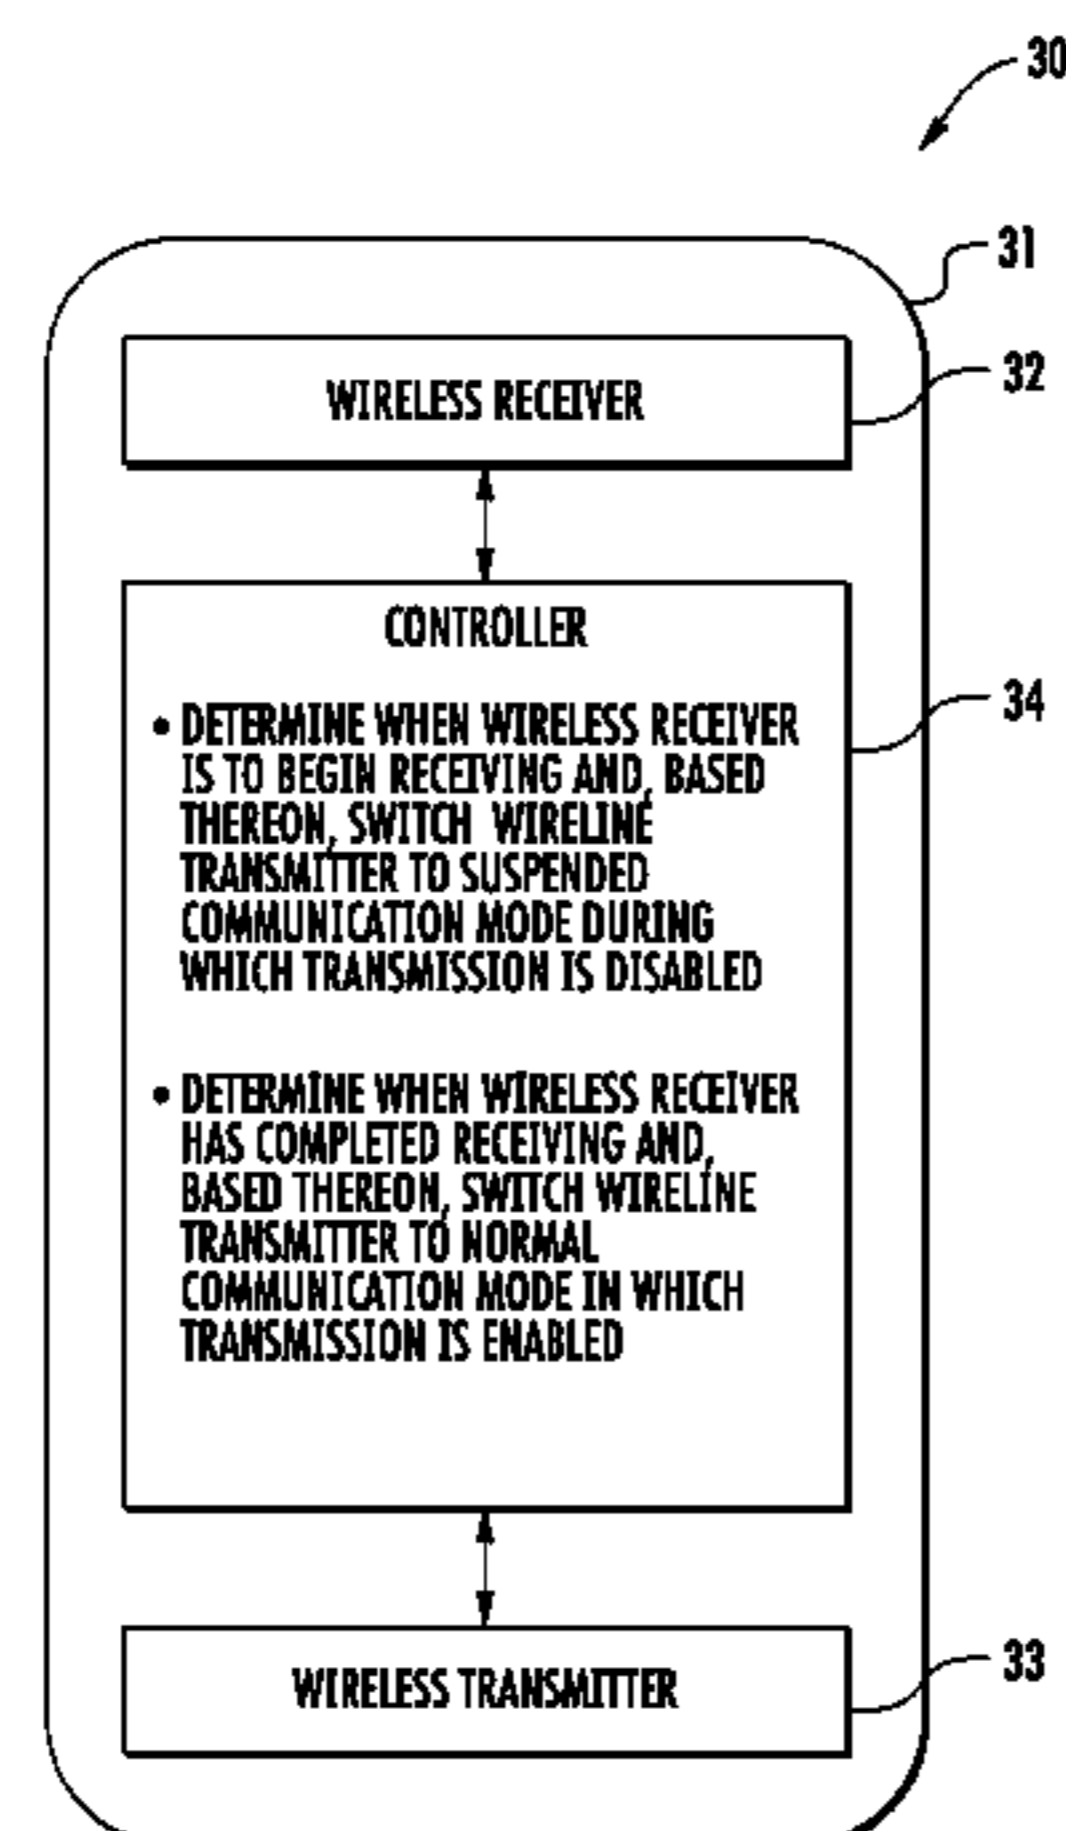 30
31
WIRELESS RECEIVER
32
CONTROLLER
• DETERMINE WHEN WIRELESS RECEIVER
IS TO BEGIN RECEIVING AND, BASED
THEREON, SWITCH WIRELINE
TRANSMITTER TO SUSPENDED
COMMUNICATION MODE DURING
WHICH TRANSMISSION IS DISABLED
34
• DETERMINE WHEN WIRELESS RECEIVER
HAS COMPLETED RECEIVING AND,
BASED THEREON, SWITCH WIRELINE
TRANSMITTER TO NORMAL
COMMUNICATION MODE IN WHICH
TRANSMISSION IS ENABLED
WIRELESS TRANSMITTER
33